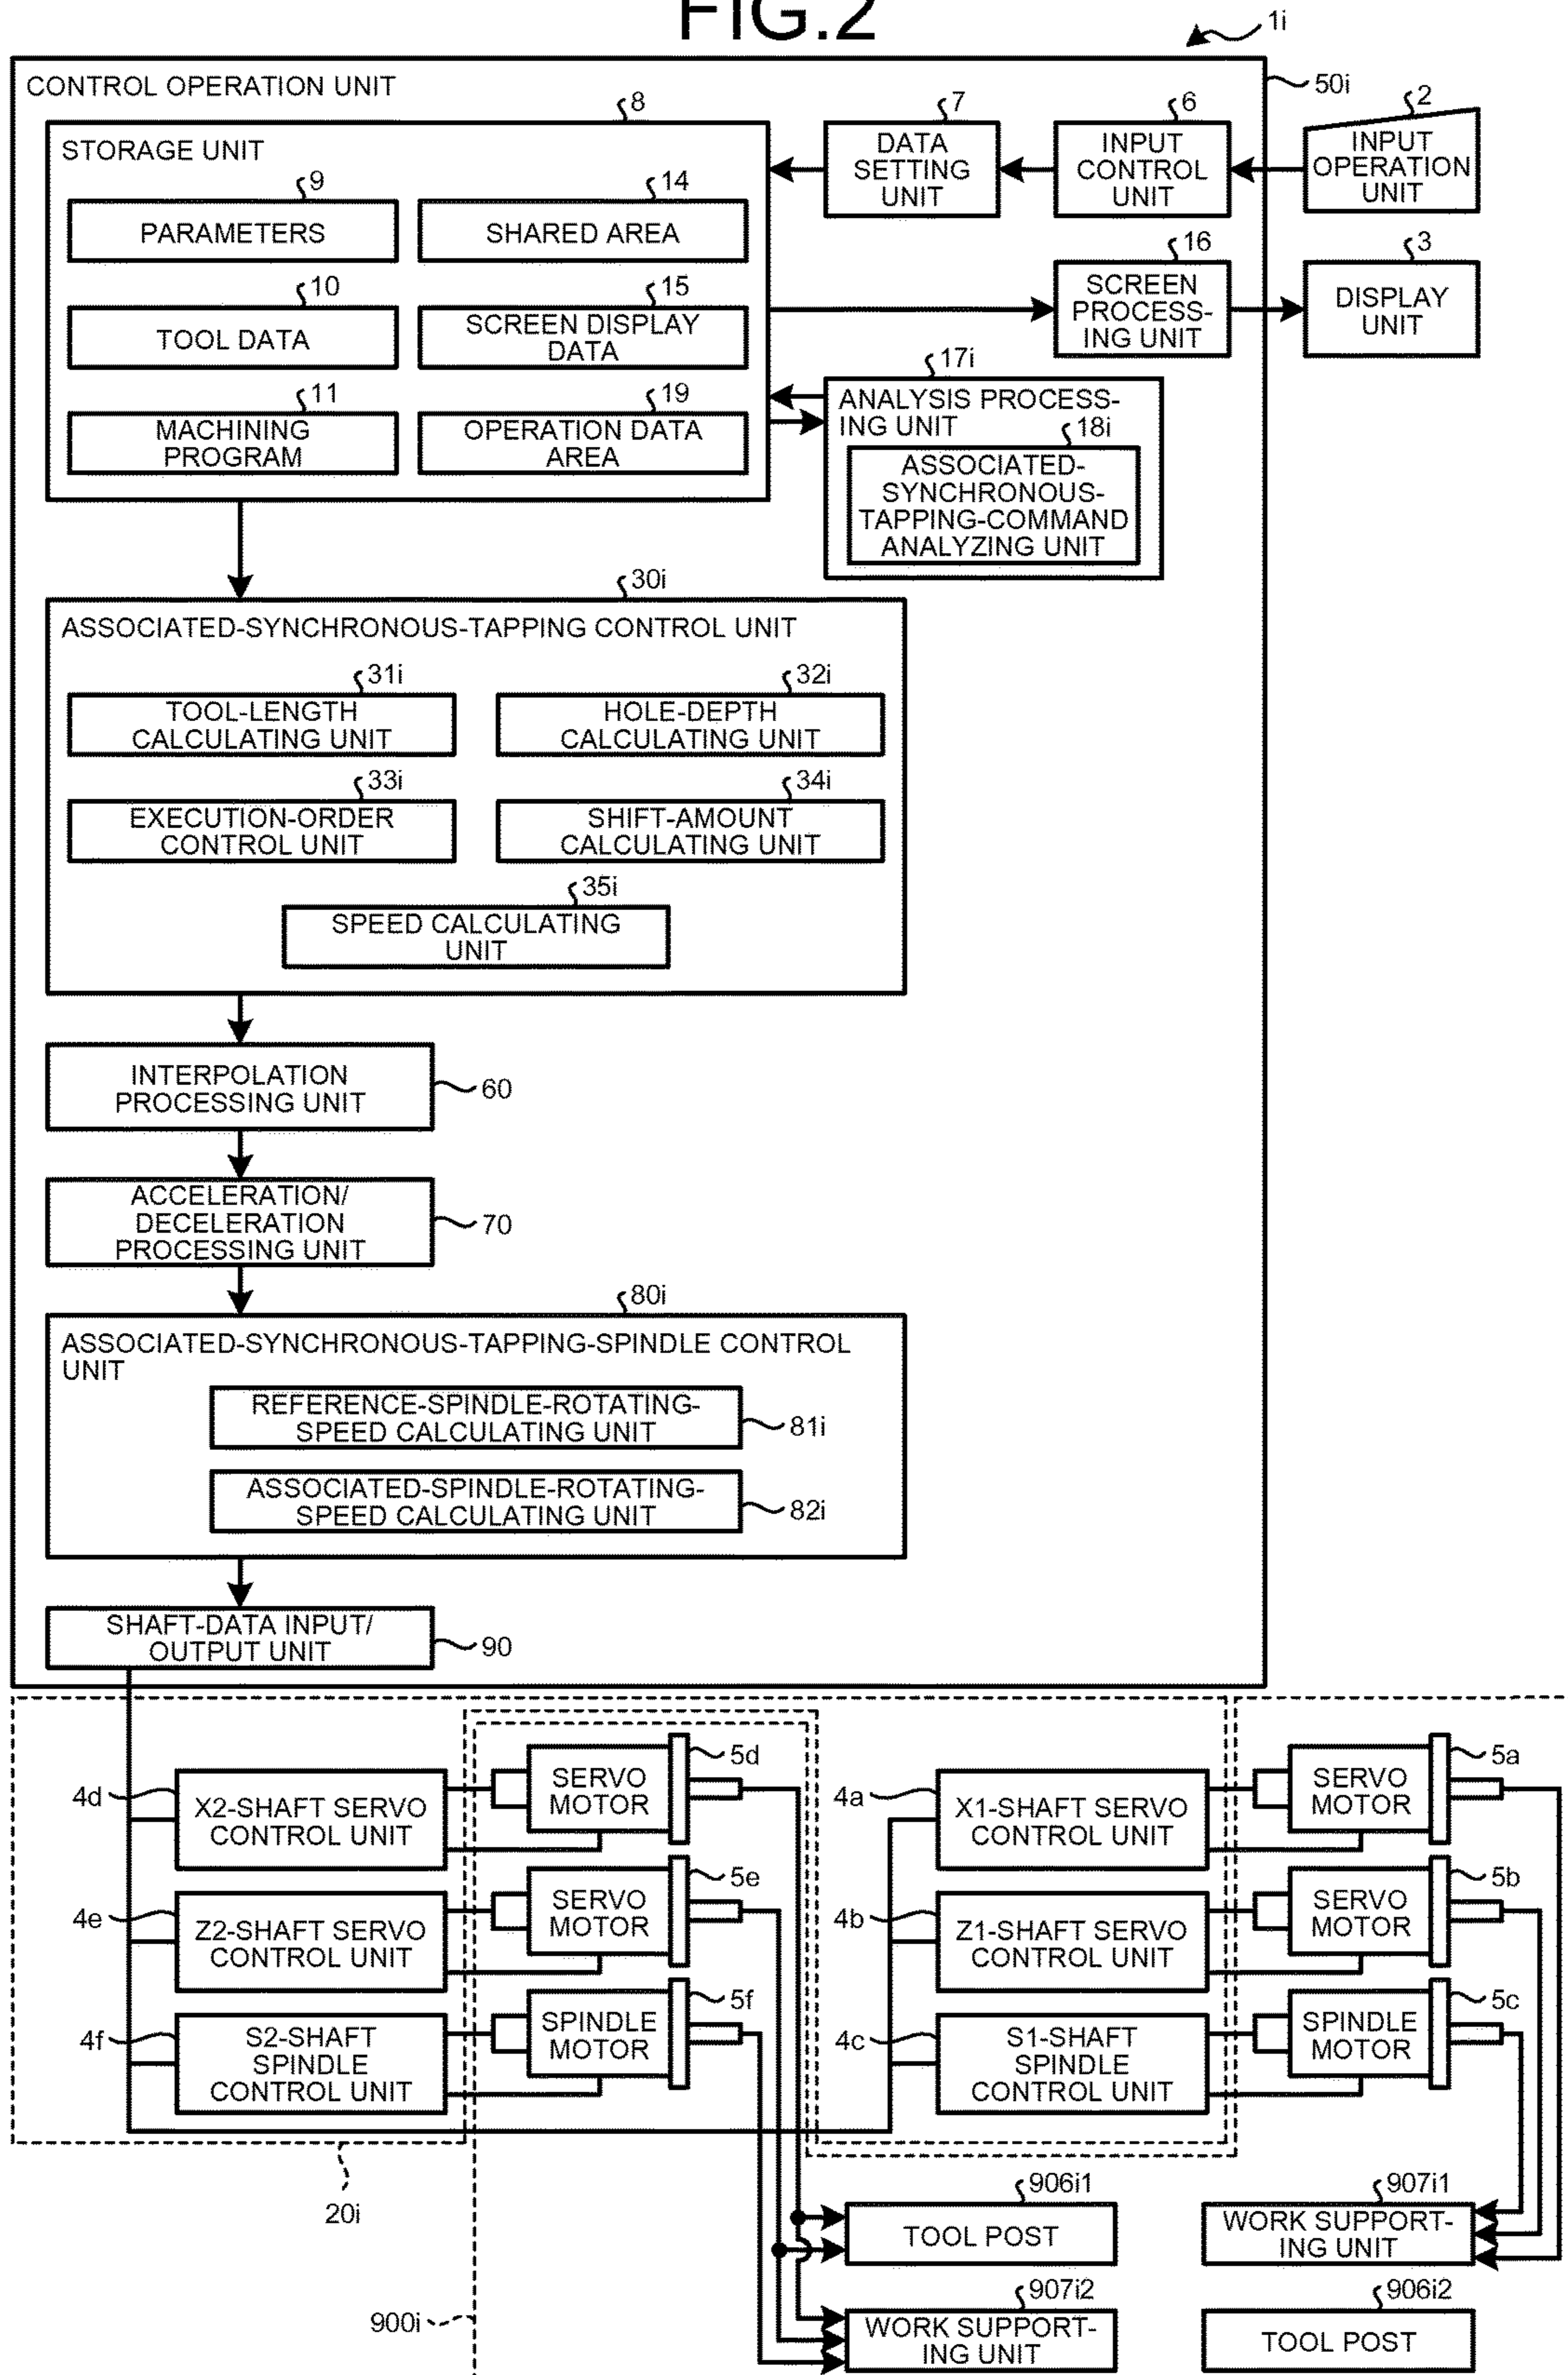 FIG.2
1i
CONTROL OPERATION UNIT
50i
8
7
6
2
STORAGE UNIT
DATA
SETTING
UNIT
INPUT
CONTROL
UNIT
INPUT
OPERATION
UNIT
9
14
PARAMETERS
SHARED AREA
16
3
SCREEN
PROCESS-
ING UNIT
DISPLAY
UNIT
10
15
TOOL DATA
SCREEN DISPLAY
DATA
17i
ANALYSIS PROCESS-
ING UNIT
11
19
MACHINING
PROGRAM
OPERATION DATA
AREA
18i
ASSOCIATED-
SYNCHRONOUS-
TAPPING-COMMAND
ANALYZING UNIT
30i
ASSOCIATED-SYNCHRONOUS-TAPPING CONTROL UNIT
31i
32i
TOOL-LENGTH
CALCULATING UNIT
HOLE-DEPTH
CALCULATING UNIT
33i
34i
EXECUTION-ORDER
CONTROL UNIT
SHIFT-AMOUNT
CALCULATING UNIT
35i
SPEED CALCULATING
UNIT
INTERPOLATION
PROCESSING UNIT
60
ACCELERATION/
DECELERATION
PROCESSING UNIT
70
80i
ASSOCIATED-SYNCHRONOUS-TAPPING-SPINDLE CONTROL
UNIT
REFERENCE-SPINDLE-ROTATING-
SPEED CALCULATING UNIT
81i
ASSOCIATED-SPINDLE-ROTATING-
SPEED CALCULATING UNIT
82i
SHAFT-DATA INPUT/
OUTPUT UNIT
90
4d
X2-SHAFT SERVO
CONTROL UNIT
SERVO
MOTOR
5d
4a
X1-SHAFT SERVO
CONTROL UNIT
SERVO
MOTOR
5a
4e
Z2-SHAFT SERVO
CONTROL UNIT
SERVO
MOTOR
5e
4b
Z1-SHAFT SERVO
CONTROL UNIT
SERVO
MOTOR
5b
4f
S2-SHAFT
SPINDLE
CONTROL UNIT
SPINDLE
MOTOR
5f
4c
S1-SHAFT
SPINDLE
CONTROL UNIT
SPINDLE
MOTOR
5c
20i
906i1
TOOL POST
907i1
WORK SUPPORT-
ING UNIT
900i
907i2
WORK SUPPORT-
ING UNIT
906i2
TOOL POST